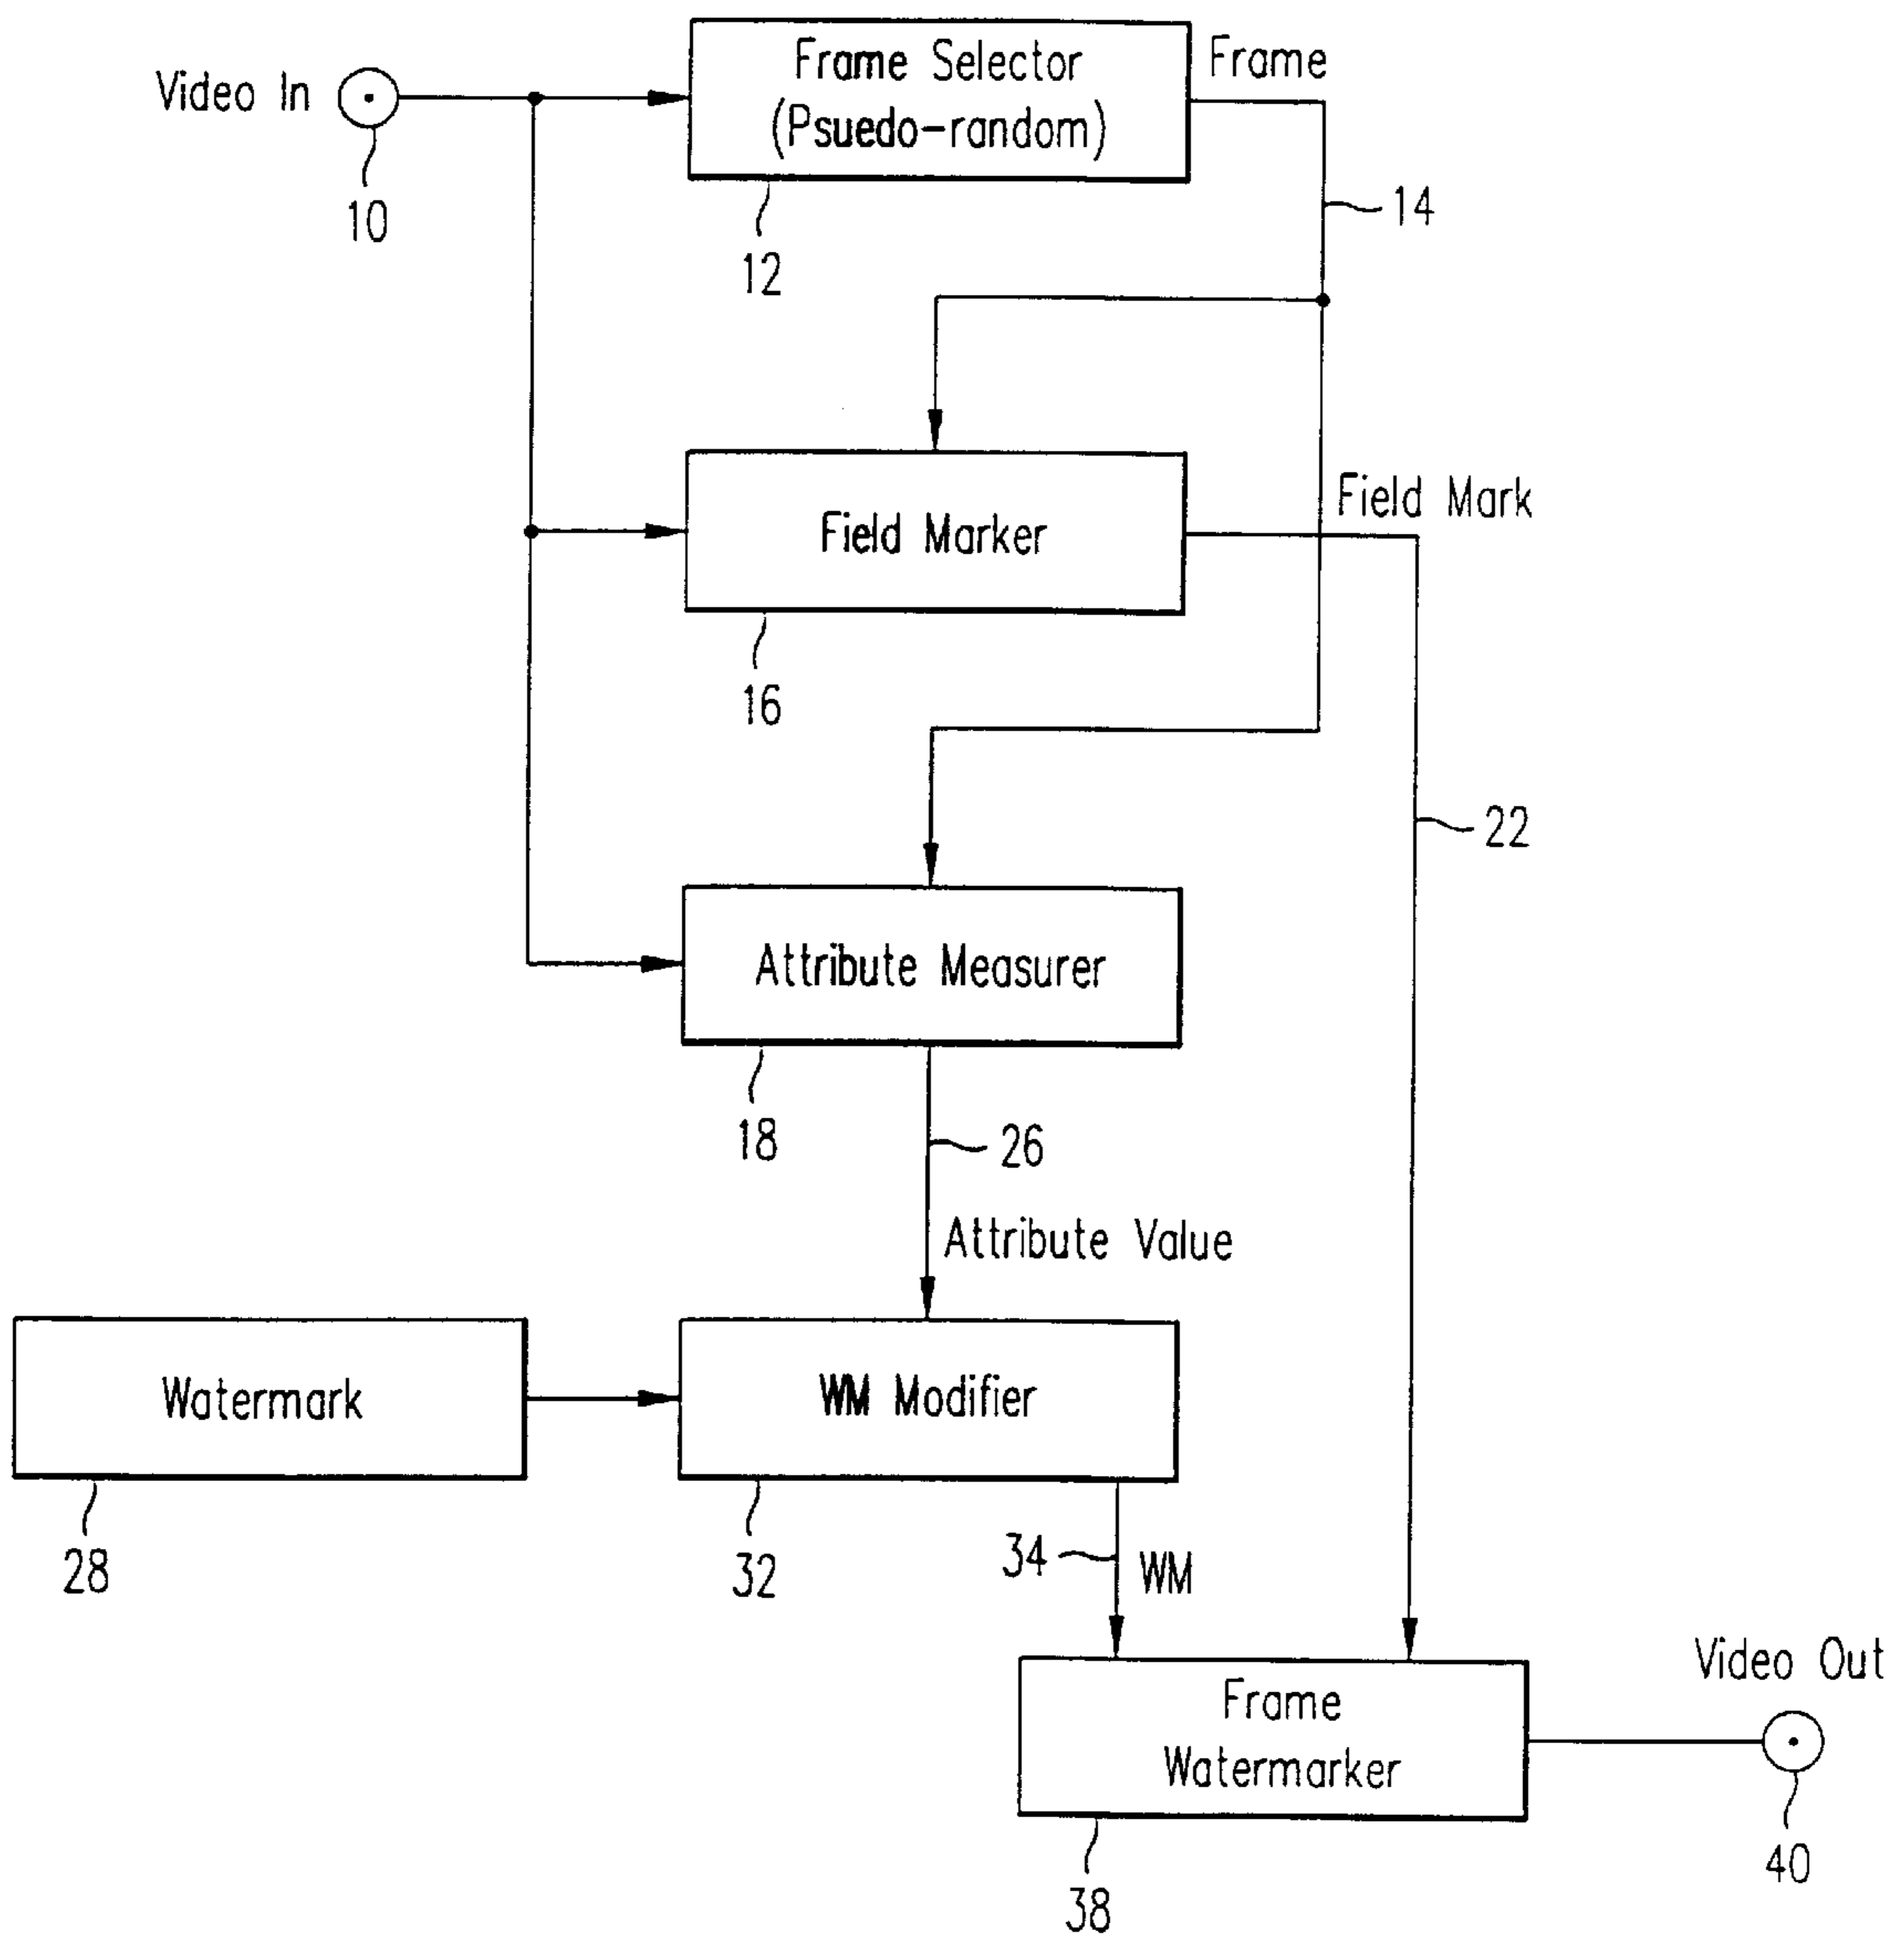 Video In
10
Frame Selector
(Psuedo-random)
12
Frame
14
Field Marker
16
Field Mark
22
Attribute Measurer
18
26
Attribute Value
Watermark
28
WM Modifier
32
34
WM
Frame
Watermarker
38
Video Out
40